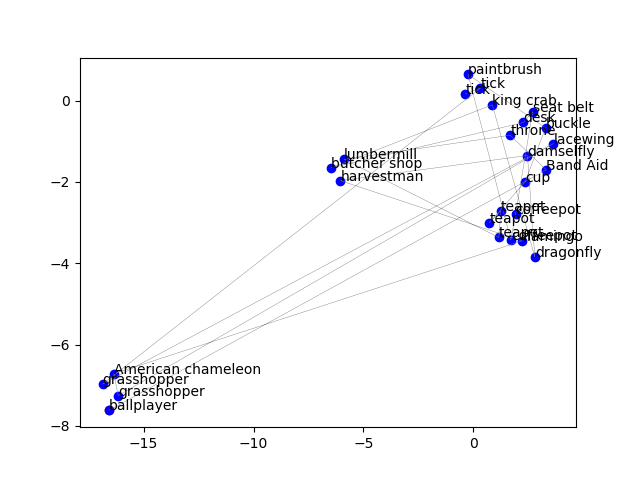 paintbrush
tick
tick
king crab
seat belt
desk
buckle
throne
lacewing
damselfly
lumbermill
butcher shop
Band Aid
harvestman
cup
teapot
coffeepot
teapot
teapot
coffeepot
flamingo
dragonfly
American chameleon
grasshopper
grasshopper
ballplayer
0
−2
−4
−6
−8
−15
−10
−5
0